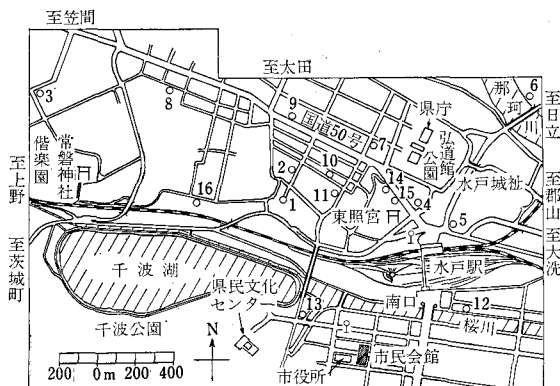 至笠間
至太田
至日立
至郡山
至大洗
至上野
至茨城町
3
8
9
7
6
那珂川
国道50号
県庁
弘道館
公園
水戸城祉
偕楽園
常磐神社
2
10
16
1
11
14
15
4
東照宮
5
千波湖
水戸駅
県民文化
センター
13
南口
12
桜川
千波公園
N
市民会館
市役所
200 0m 200 400